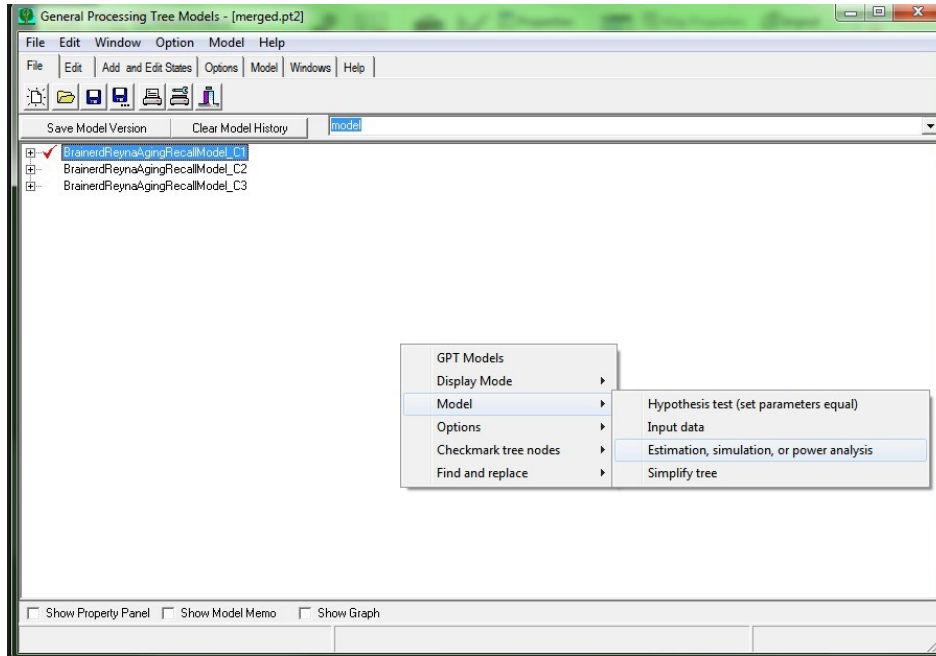 General Processing Tree Models - [merged.pt2]
File Edit Window Option Model Help
File Edit Add and Edit States Options Model Windows Help
Save Model Version Clear Model History model
BrainerdReynaAgingRecallModel_C1
BrainerdReynaAgingRecallModel_C2
BrainerdReynaAgingRecallModel_C3
GPT Models
Display Mode
Model
Options
Checkmark tree nodes
Find and replace
Hypothesis test (set parameters equal)
Input data
Estimation, simulation, or power analysis
Simplify tree
Show Property Panel Show Model Memo Show Graph